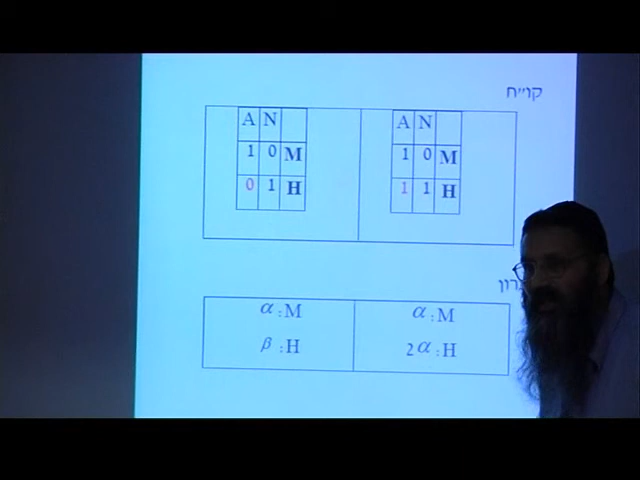 קו״ח
A N A N
1 0 M 1 0 M
0 1 H 1 1 H
α :M α :M
β :H 2α :H